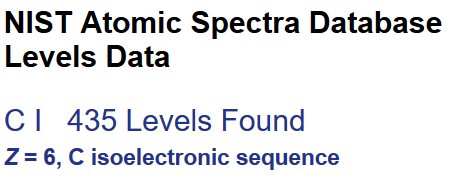 NIST Atomic Spectra Database
Levels Data
C I 435 Levels Found
Z = 6, C isoelectronic sequence